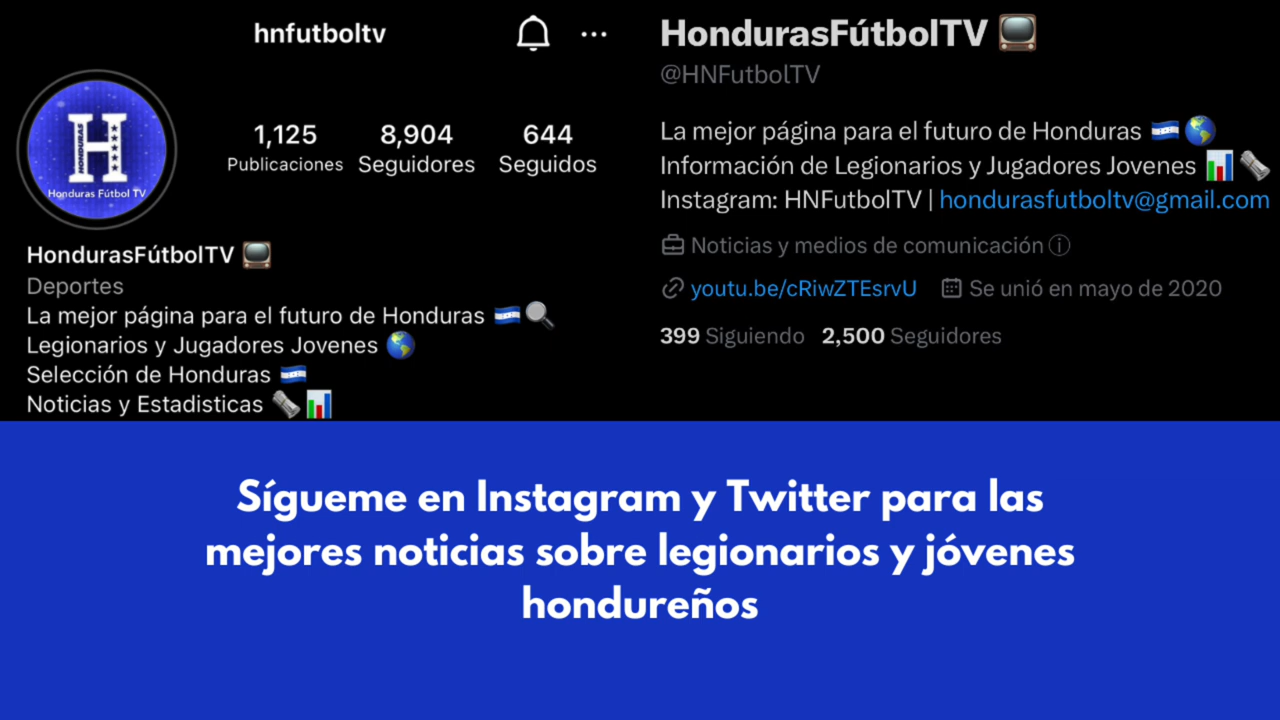 hnfutboltv
HONDURAS
Honduras Fútbol TV
1,125 8,904 644
Publicaciones Seguidores Seguidos
HondurasFútbolTV 📺
Deportes
La mejor página para el futuro de Honduras 🇭🇳🔍
Legionarios y Jugadores Jovenes 🌎
Selección de Honduras 🇭🇳
Noticias y Estadisticas 🗞️📊
HondurasFútbolTV 📺
@HNFutbolTV
La mejor página para el futuro de Honduras 🇭🇳🌎
Información de Legionarios y Jugadores Jovenes 📊🗞️
Instagram: HNFutbolTV | hondurasfutboltv@gmail.com
Noticias y medios de comunicación
youtu.be/cRiwZTEsrvU Se unió en mayo de 2020
399 Siguiendo 2,500 Seguidores
Sígueme en Instagram y Twitter para las
mejores noticias sobre legionarios y jóvenes
hondureños